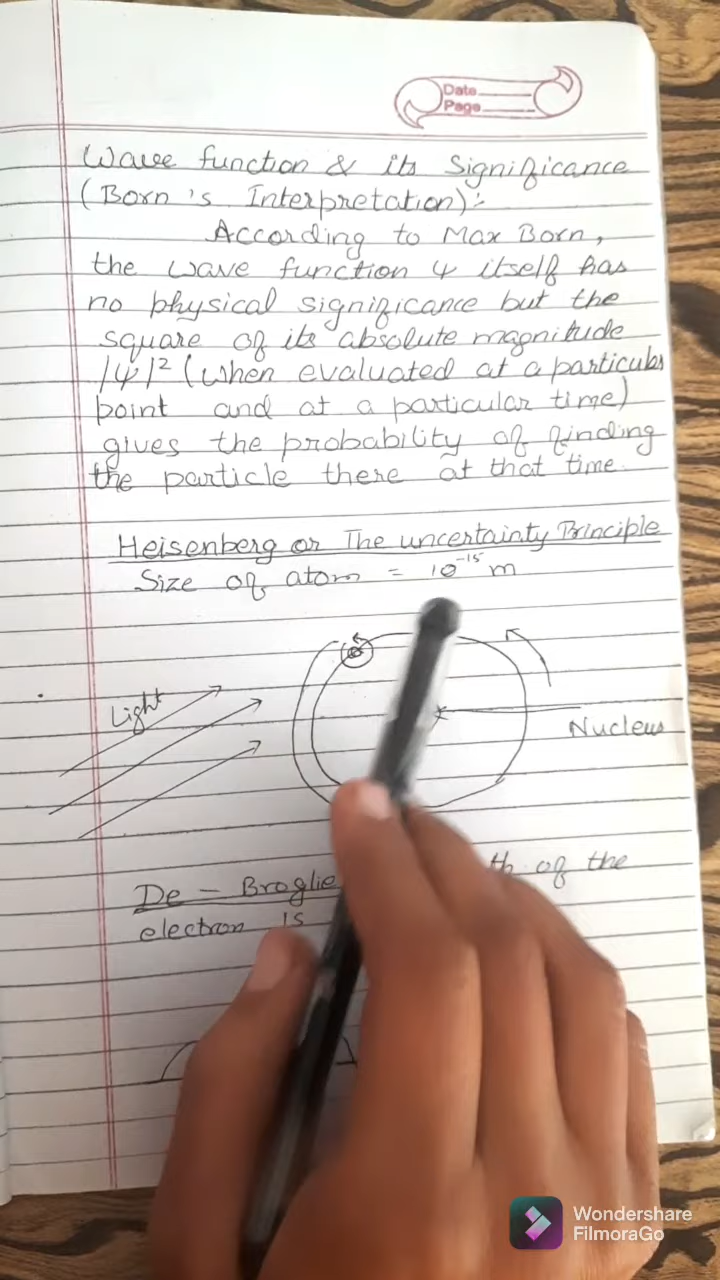 Date
Page
Wave function & its Significance
(Born's Interpretation):-
According to Max Born,
the wave function ψ itself has
no physical significance but the
square of its absolute magnitude
|ψ|² (when evaluated at a particular
point and at a particular time)
gives the probability of finding
the particle there at that time.
Heisenberg or The uncertainty Principle
Size of atom = 10⁻¹⁵ m
Light
Nucleus
De - Broglie th of the
electron is
Wondershare
FilmoraGo